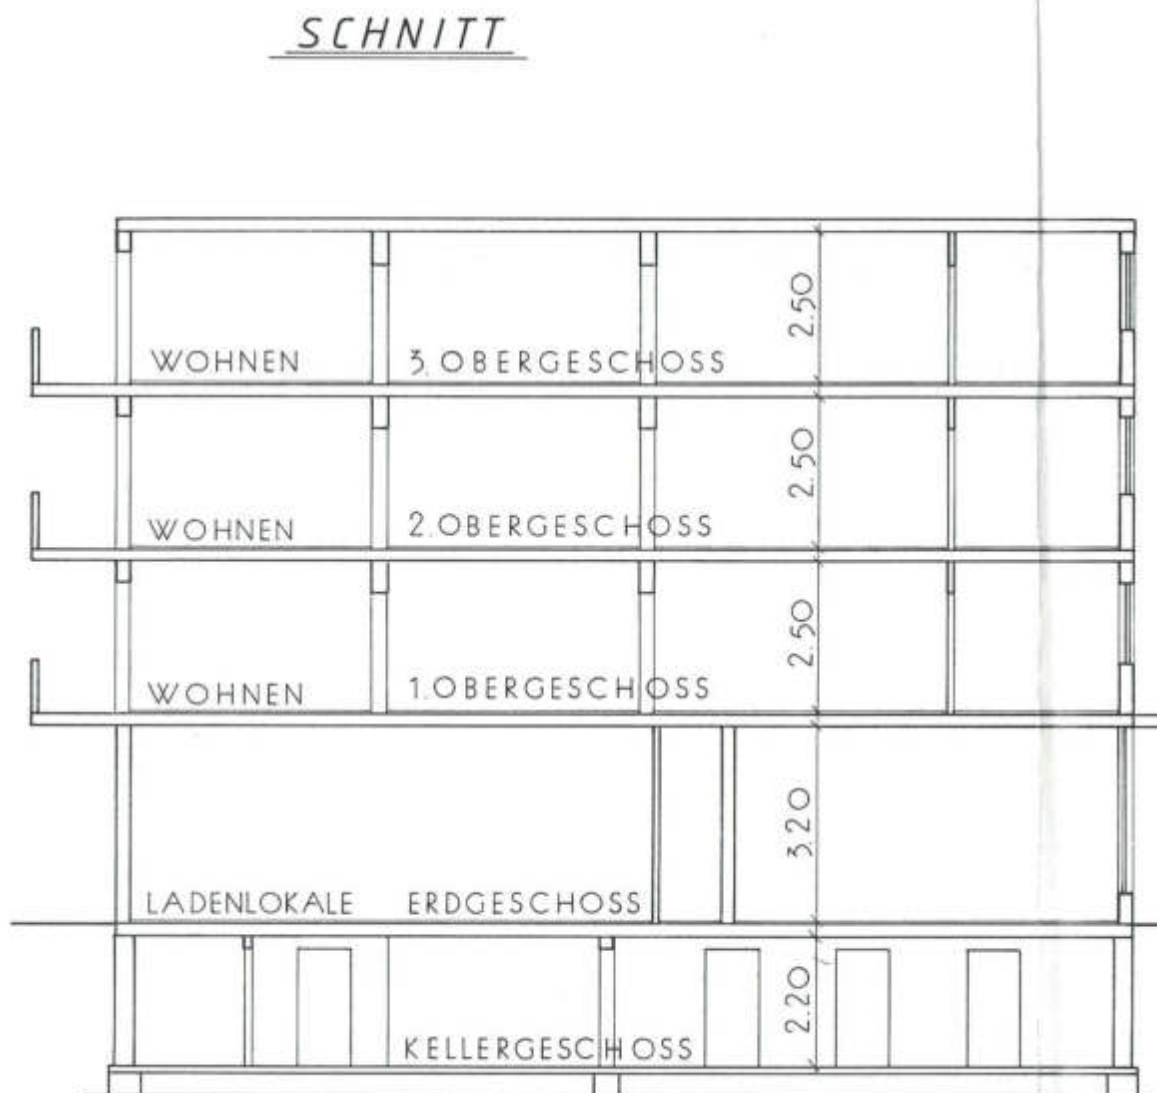 SCHNITT
2.50
WOHNEN 3. OBERGESCHOSS
2.50
WOHNEN 2. OBERGESCHOSS
2.50
WOHNEN 1. OBERGESCHOSS
3.20
LADENLOKALE ERDGESCHOSS
2.20
KELLERGESCHOSS